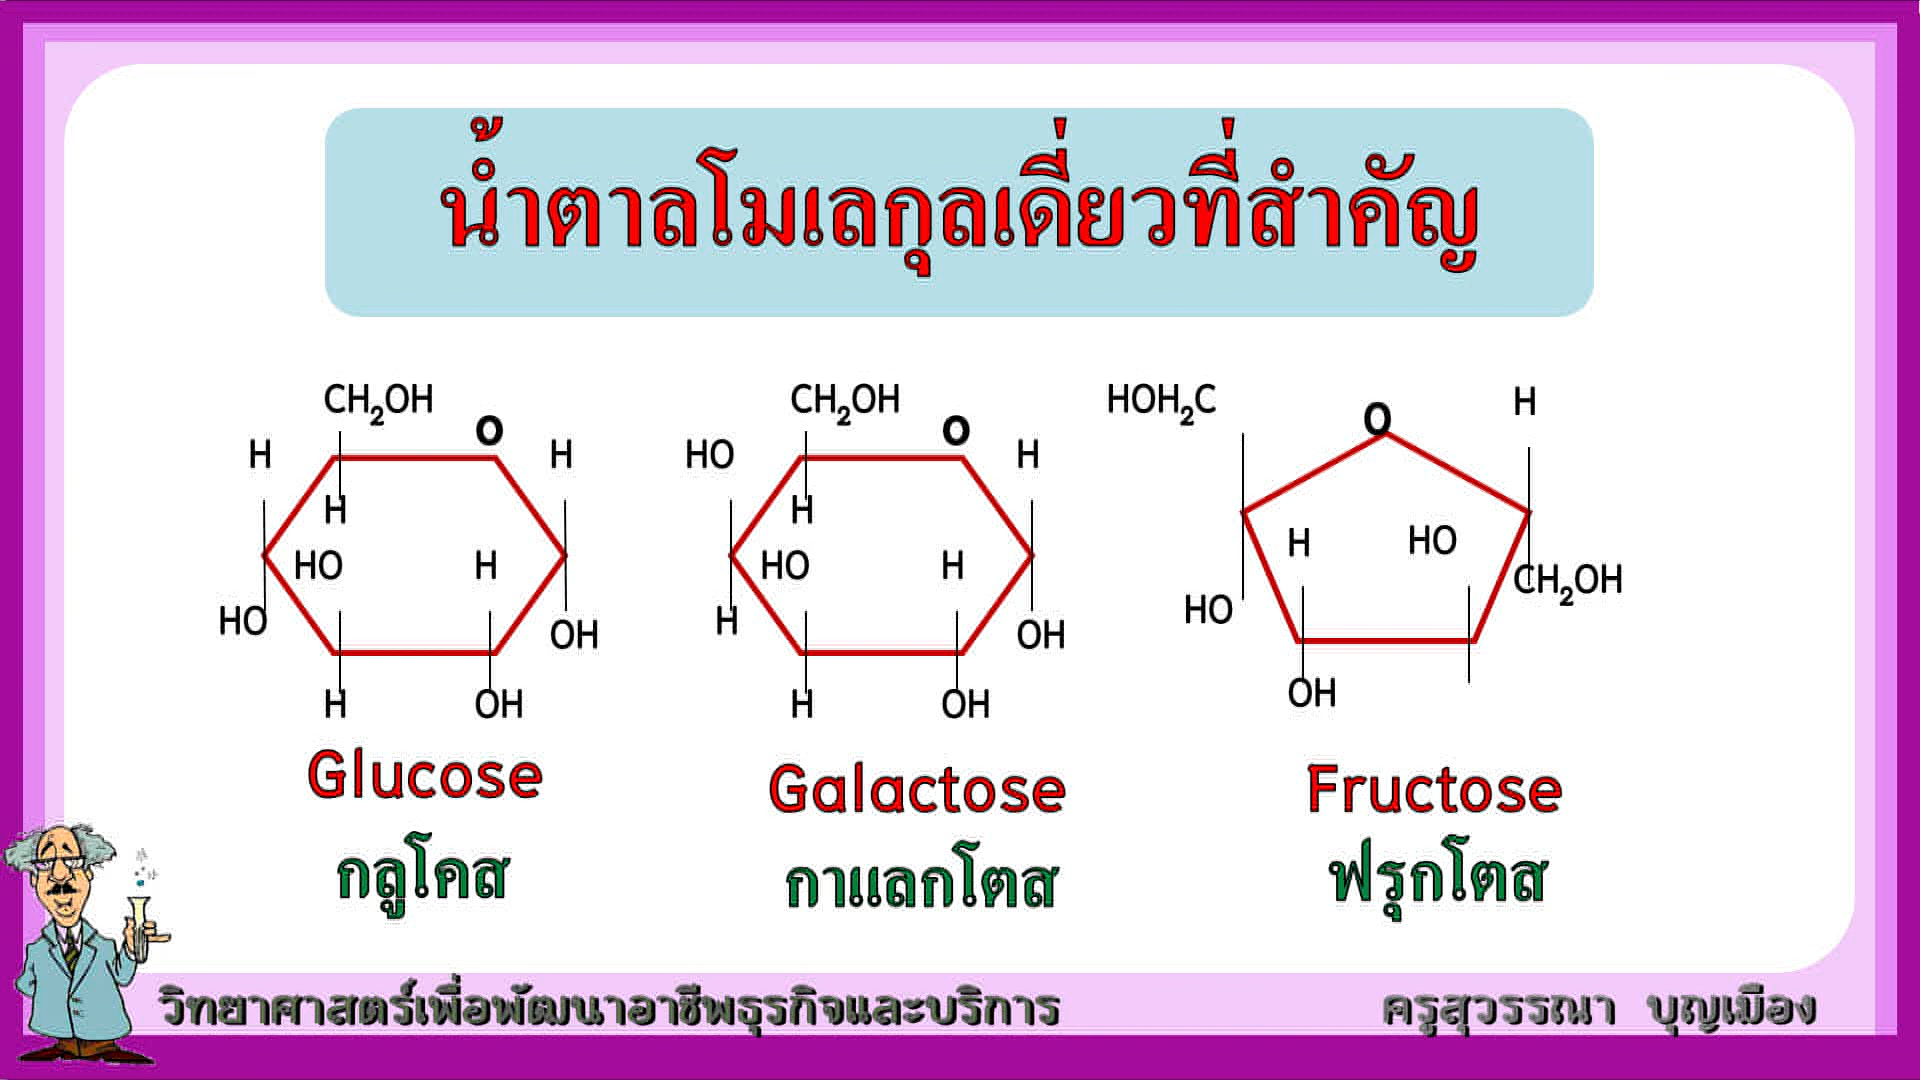 น้ำตาลโมเลกุลเดี่ยวที่สำคัญ
CH₂OH
O
H
H
H
HO
H
HO
OH
H
OH
Glucose
กลูโคส
CH₂OH
O
HO
H
H
HO
H
H
OH
H
OH
Galactose
กาแลกโตส
HOH₂C
O
H
H
HO
CH₂OH
HO
OH
Fructose
ฟรุกโตส
วิทยาศาสตร์เพื่อพัฒนาอาชีพธุรกิจและบริการ
ครูสุวรรณา บุญเมือง